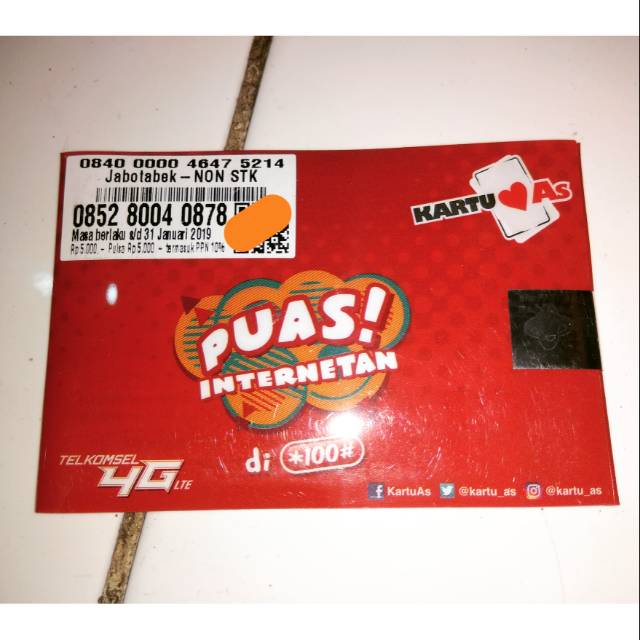 0840 0000 4647 5214
Jabotabek - NON STK
0852 8004 0878
Masa berlaku s/d 31 Januari 2019
Rp 5.000,- Pulsa Rp 5.000 - termasuk PPN 10%
KARTU AS
PUAS!
INTERNETAN
di *100#
TELKOMSEL
4G LTE
KartuAs @kartu_as @kartu_as